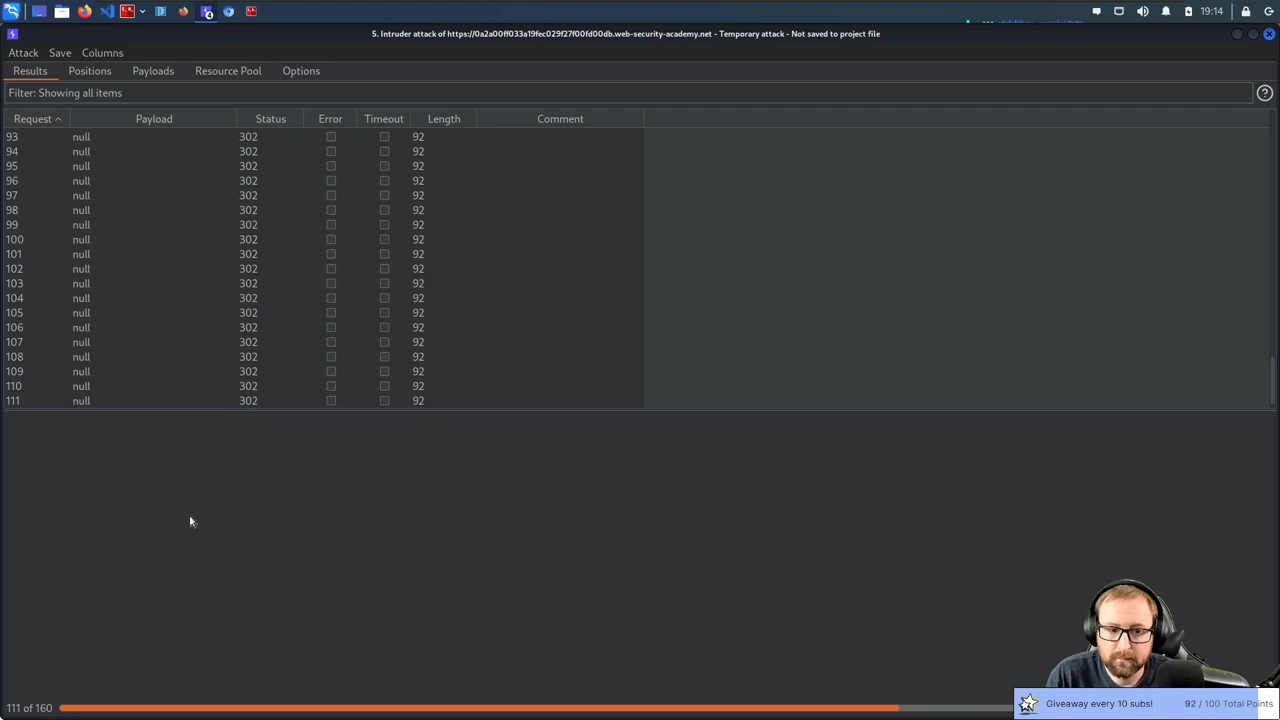 4
19:14
5. Intruder attack of https://0a2a00ff033a19fec029f27f00fd00db.web-security-academy.net - Temporary attack - Not saved to project file
Attack Save Columns
Results Positions Payloads Resource Pool Options
Filter: Showing all items ?
Request Payload Status Error Timeout Length Comment
93 null 302 92
94 null 302 92
95 null 302 92
96 null 302 92
97 null 302 92
98 null 302 92
99 null 302 92
100 null 302 92
101 null 302 92
102 null 302 92
103 null 302 92
104 null 302 92
105 null 302 92
106 null 302 92
107 null 302 92
108 null 302 92
109 null 302 92
110 null 302 92
111 null 302 92
111 of 160
Giveaway every 10 subs! 92 / 100 Total Points